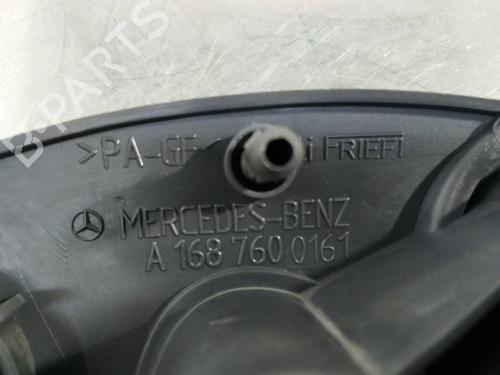 B-PARTS
>PA-GF FRIEFI
MERCEDES-BENZ
A 168 760 0161